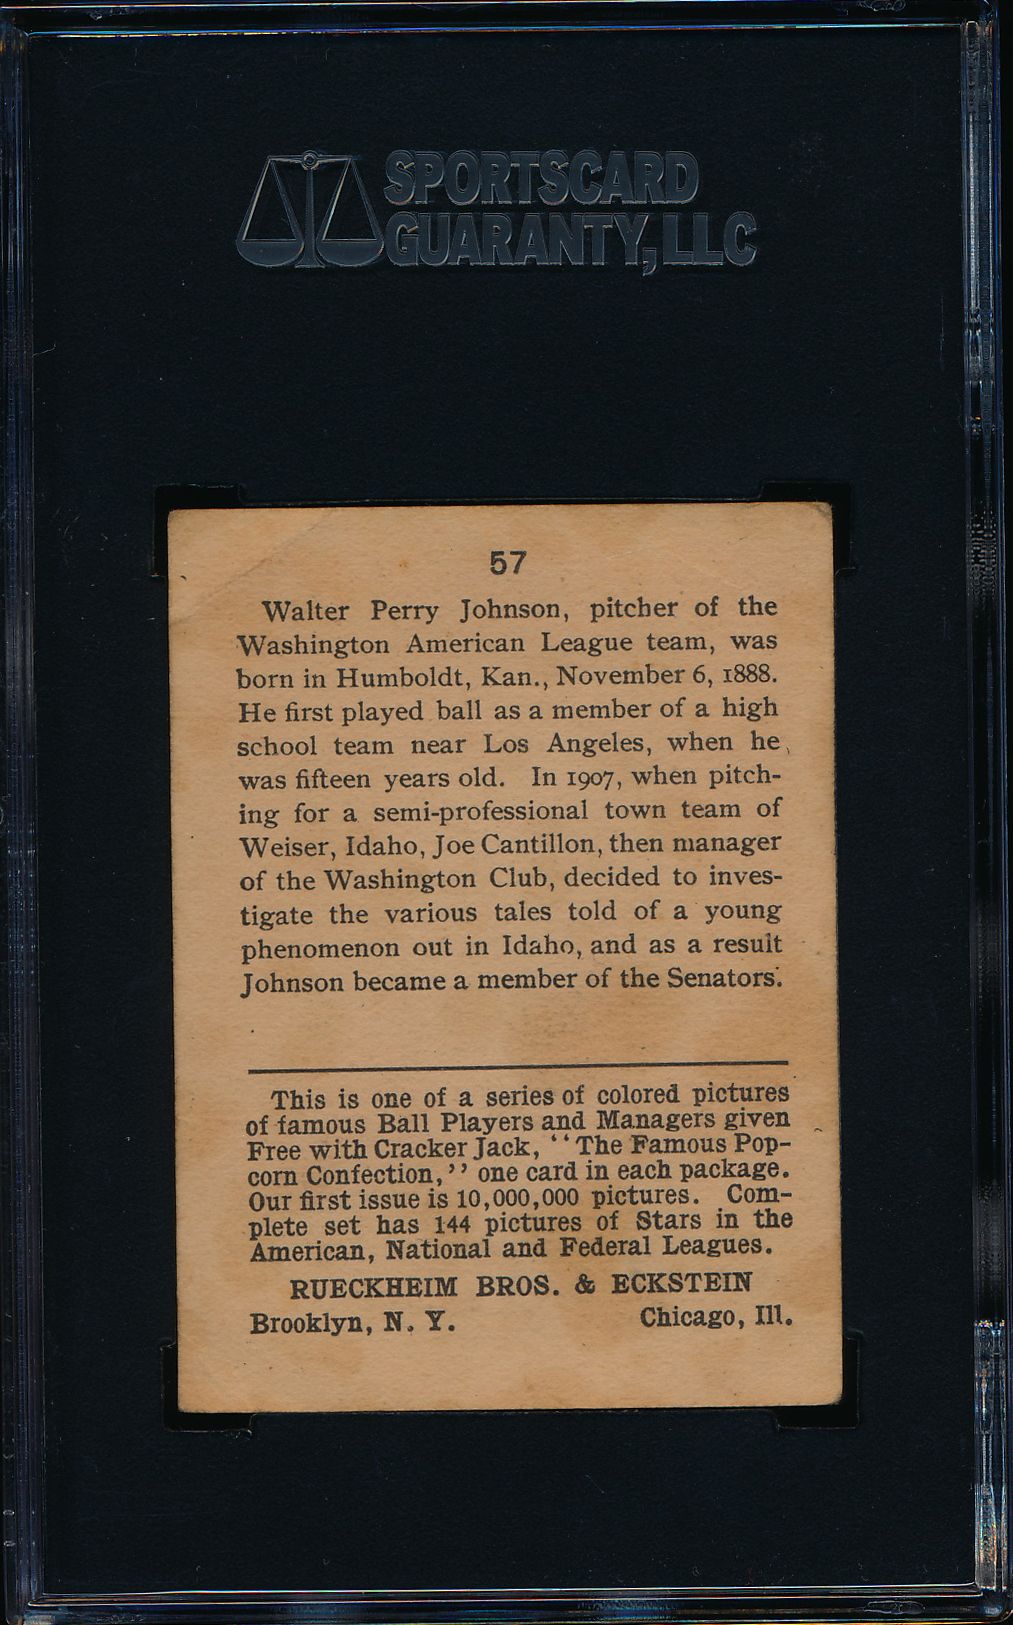 SPORTSCARD
GUARANTY, LLC
57
Walter Perry Johnson, pitcher of the
Washington American League team, was
born in Humboldt, Kan., November 6, 1888.
He first played ball as a member of a high
school team near Los Angeles, when he
was fifteen years old. In 1907, when pitch-
ing for a semi-professional town team of
Weiser, Idaho, Joe Cantillon, then manager
of the Washington Club, decided to inves-
tigate the various tales told of a young
phenomenon out in Idaho, and as a result
Johnson became a member of the Senators.
This is one of a series of colored pictures
of famous Ball Players and Managers given
Free with Cracker Jack, "The Famous Pop-
corn Confection," one card in each package.
Our first issue is 10,000,000 pictures. Com-
plete set has 144 pictures of Stars in the
American, National and Federal Leagues.
RUECKHEIM BROS. & ECKSTEIN
Brooklyn, N. Y. Chicago, Ill.